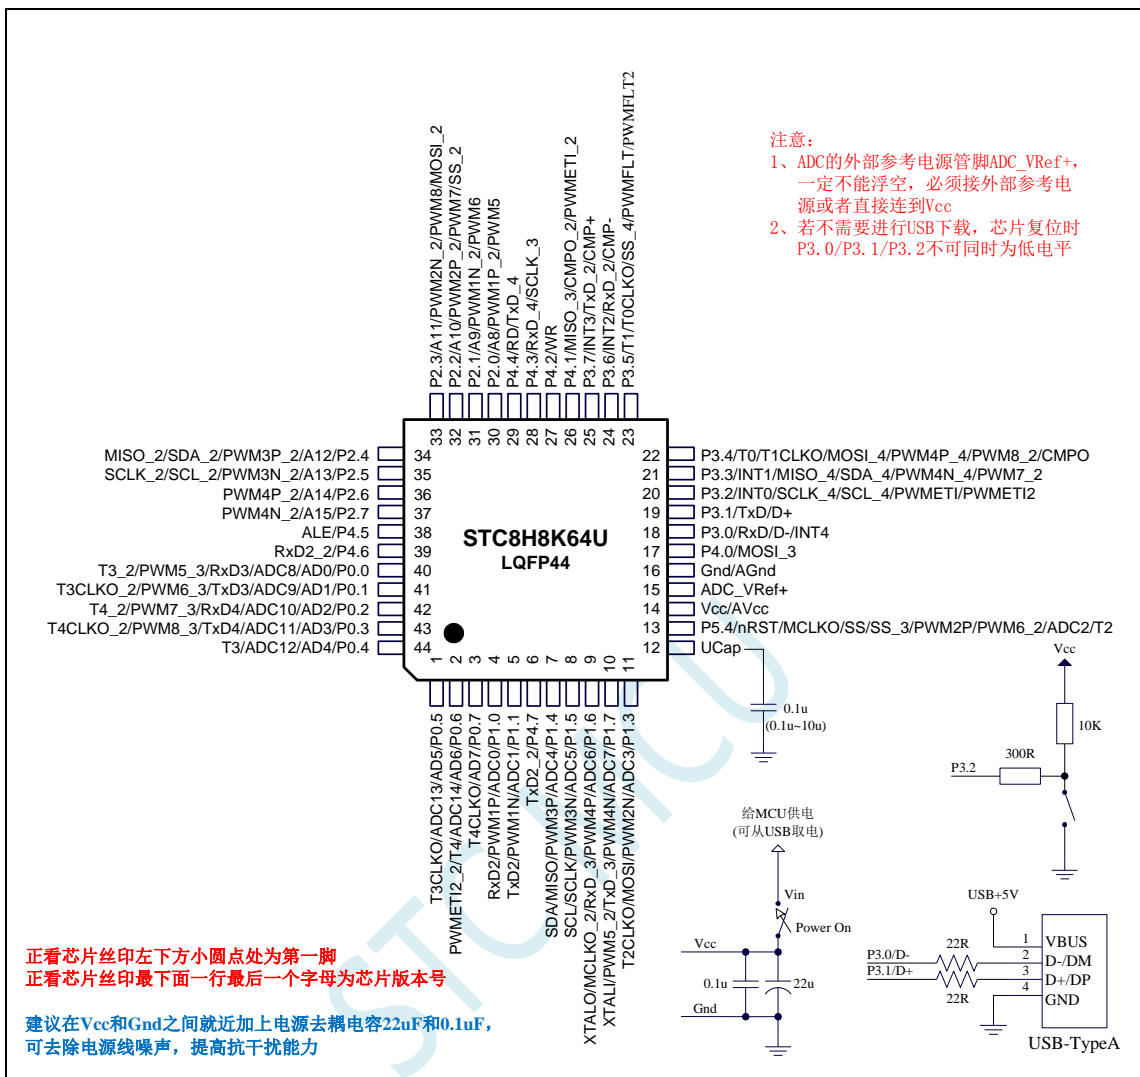 P2.3/A11/PWM2N_2/PWM8/MOSI_2
P2.2/A10/PWM2P_2/PWM7/SS_2
P2.1/A9/PWM1N_2/PWM6
P2.0/A8/PWM1P_2/PWM5
P4.4/RD/TxD_4
P4.3/RxD_4/SCLK_3
P4.2/WR
P4.1/MISO_3/CMPO_2/PWMETI_2
P3.7/INT3/TxD_2/CMP+
P3.6/INT2/RxD_2/CMP-
P3.5/T1/T0CLKO/SS_4/PWMFLT/PWMFLT2
注意：
1、ADC的外部参考电源管脚ADC_VRef+，
一定不能浮空，必须接外部参考电
源或者直接连到Vcc
2、若不需要进行USB下载，芯片复位时
P3.0/P3.1/P3.2不可同时为低电平
33 32 31 30 29 28 27 26 25 24 23
MISO_2/SDA_2/PWM3P_2/A12/P2.4 34
SCLK_2/SCL_2/PWM3N_2/A13/P2.5 35
PWM4P_2/A14/P2.6 36
PWM4N_2/A15/P2.7 37
ALE/P4.5 38
RxD2_2/P4.6 39
T3_2/PWM5_3/RxD3/ADC8/AD0/P0.0 40
T3CLKO_2/PWM6_3/TxD3/ADC9/AD1/P0.1 41
T4_2/PWM7_3/RxD4/ADC10/AD2/P0.2 42
T4CLKO_2/PWM8_3/TxD4/ADC11/AD3/P0.3 43
T3/ADC12/AD4/P0.4 44
STC8H8K64U
LQFP44
22 P3.4/T0/T1CLKO/MOSI_4/PWM4P_4/PWM8_2/CMPO
21 P3.3/INT1/MISO_4/SDA_4/PWM4N_4/PWM7_2
20 P3.2/INT0/SCLK_4/SCL_4/PWMETI/PWMETI2
19 P3.1/TxD/D+
18 P3.0/RxD/D-/INT4
17 P4.0/MOSI_3
16 Gnd/AGnd
15 ADC_VRef+
14 Vcc/AVcc
13 P5.4/nRST/MCLKO/SS/SS_3/PWM2P/PWM6_2/ADC2/T2
12 UCap
1 2 3 4 5 6 7 8 9 10 11
T3CLKO/ADC13/AD5/P0.5
PWMETI2_2/T4/ADC14/AD6/P0.6
T4CLKO/AD7/P0.7
RxD2/PWM1P/ADC0/P1.0
TxD2/PWM1N/ADC1/P1.1
TxD2_2/P4.7
SDA/MISO/PWM3P/ADC4/P1.4
SCL/SCLK/PWM3N/ADC5/P1.5
XTALO/MCLKO_2/RxD_3/PWM4P/ADC6/P1.6
XTALI/PWM5_2/TxD_3/PWM4N/ADC7/P1.7
T2CLKO/MOSI/PWM2N/ADC3/P1.3
0.1u
(0.1u~10u)
Vcc
10K
300R
P3.2
给MCU供电
(可从USB取电)
Vin
Power On
Vcc
0.1u
22u
Gnd
USB+5V
P3.0/D-
22R
P3.1/D+
22R
1 VBUS
2 D-/DM
3 D+/DP
4 GND
USB-TypeA
正看芯片丝印左下方小圆点处为第一脚
正看芯片丝印最下面一行最后一个字母为芯片版本号
建议在Vcc和Gnd之间就近加上电源去耦电容22uF和0.1uF，
可去除电源线噪声，提高抗干扰能力
STCMCU